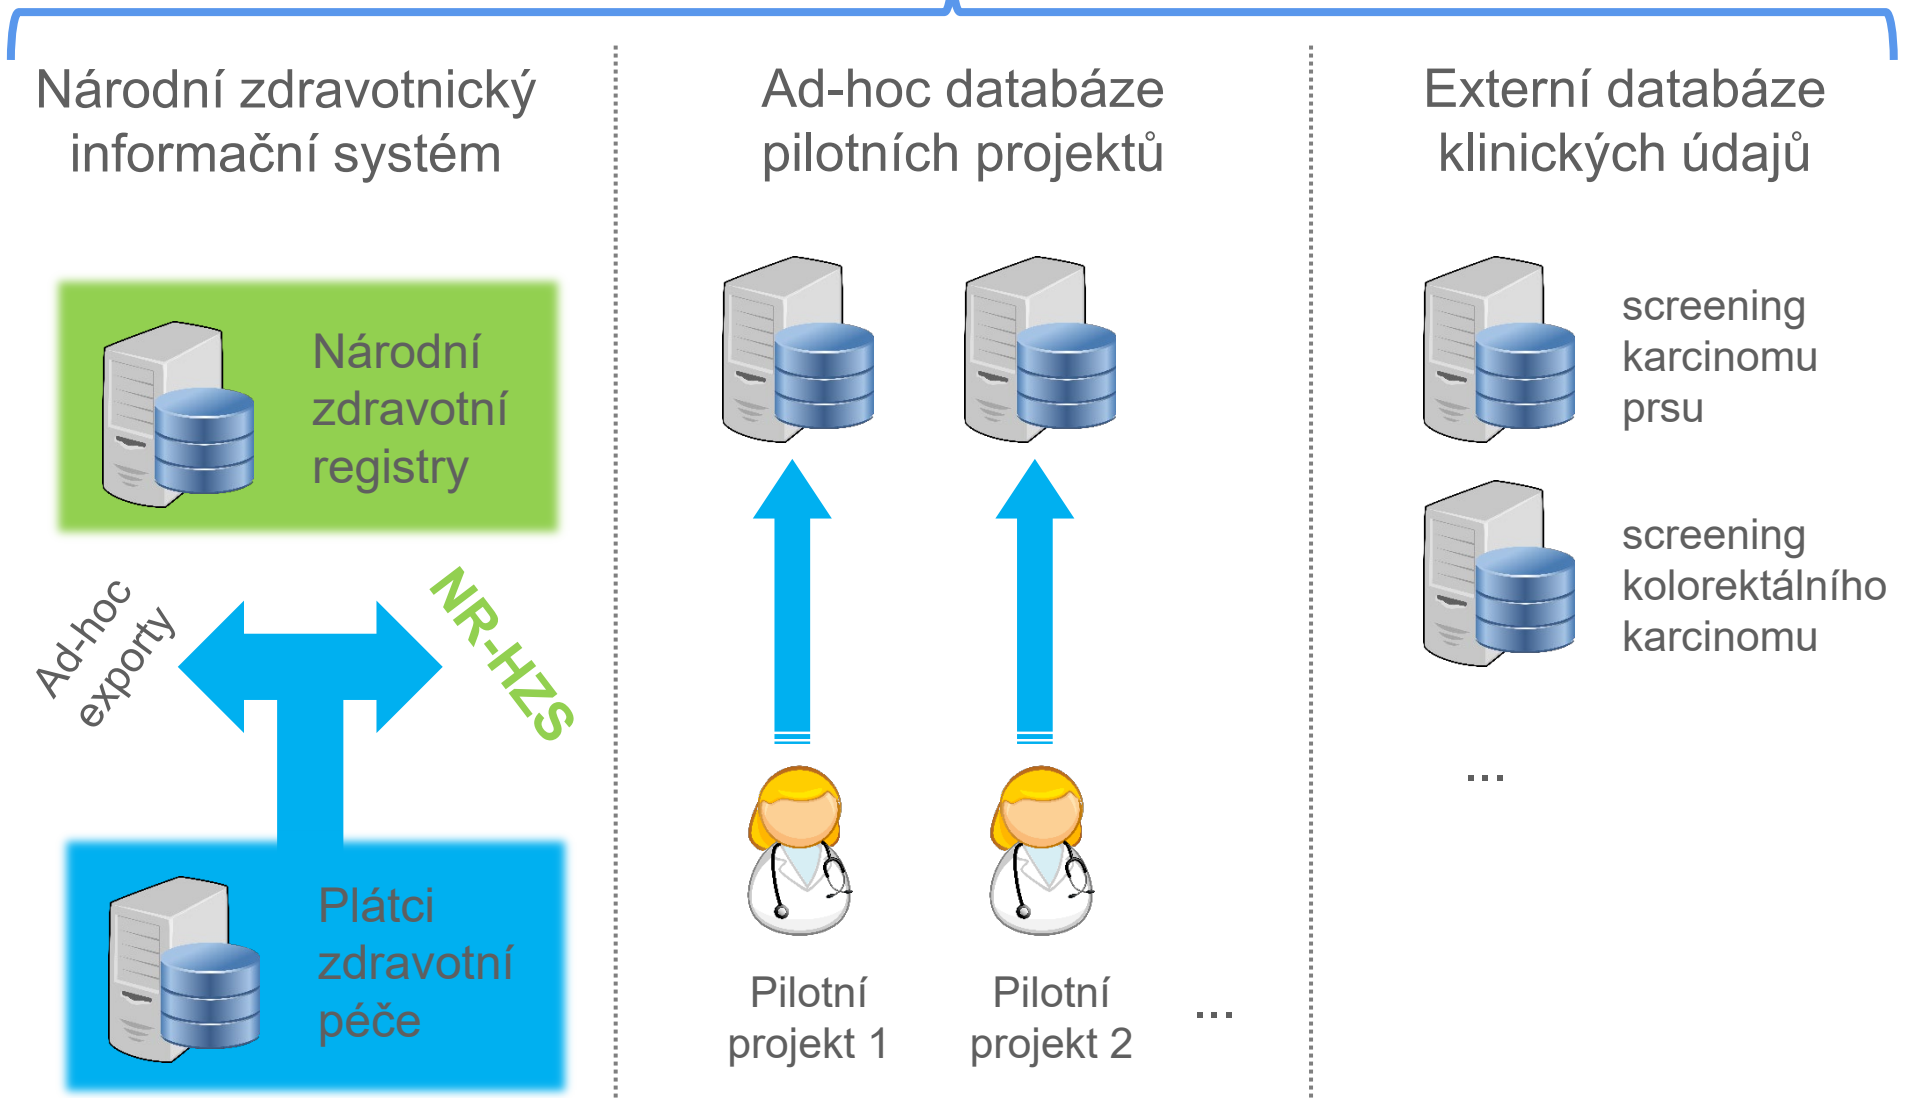 Národní zdravotnický
informační systém
Národní
zdravotní
registry
Ad-hoc
exporty
NR-HZS
Plátci
zdravotní
péče
Ad-hoc databáze
pilotních projektů
Pilotní
projekt 1
Pilotní
projekt 2
...
Externí databáze
klinických údajů
screening
karcinomu
prsu
screening
kolorektálního
karcinomu
...